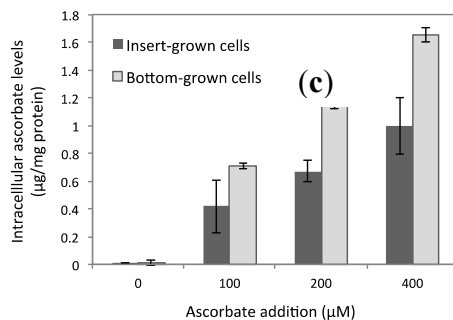 Intracelllular ascorbate levels
(µg/mg protein)
1.8
1.6
1.4
1.2
1
0.8
0.6
0.4
0.2
0
Insert-grown cells
Bottom-grown cells
(c)
0 100 200 400
Ascorbate addition (µM)